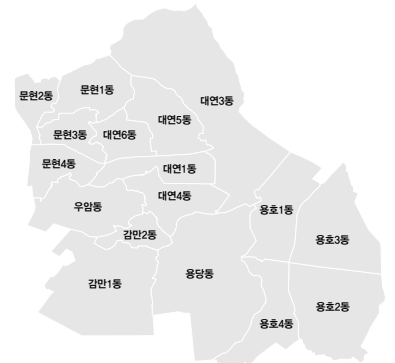 문현1동
문현2동
대연3동
대연5동
문현3동
대연6동
문현4동
대연1동
대연4동
우암동
용호1동
감만2동
용호3동
용당동
감만1동
용호2동
용호4동